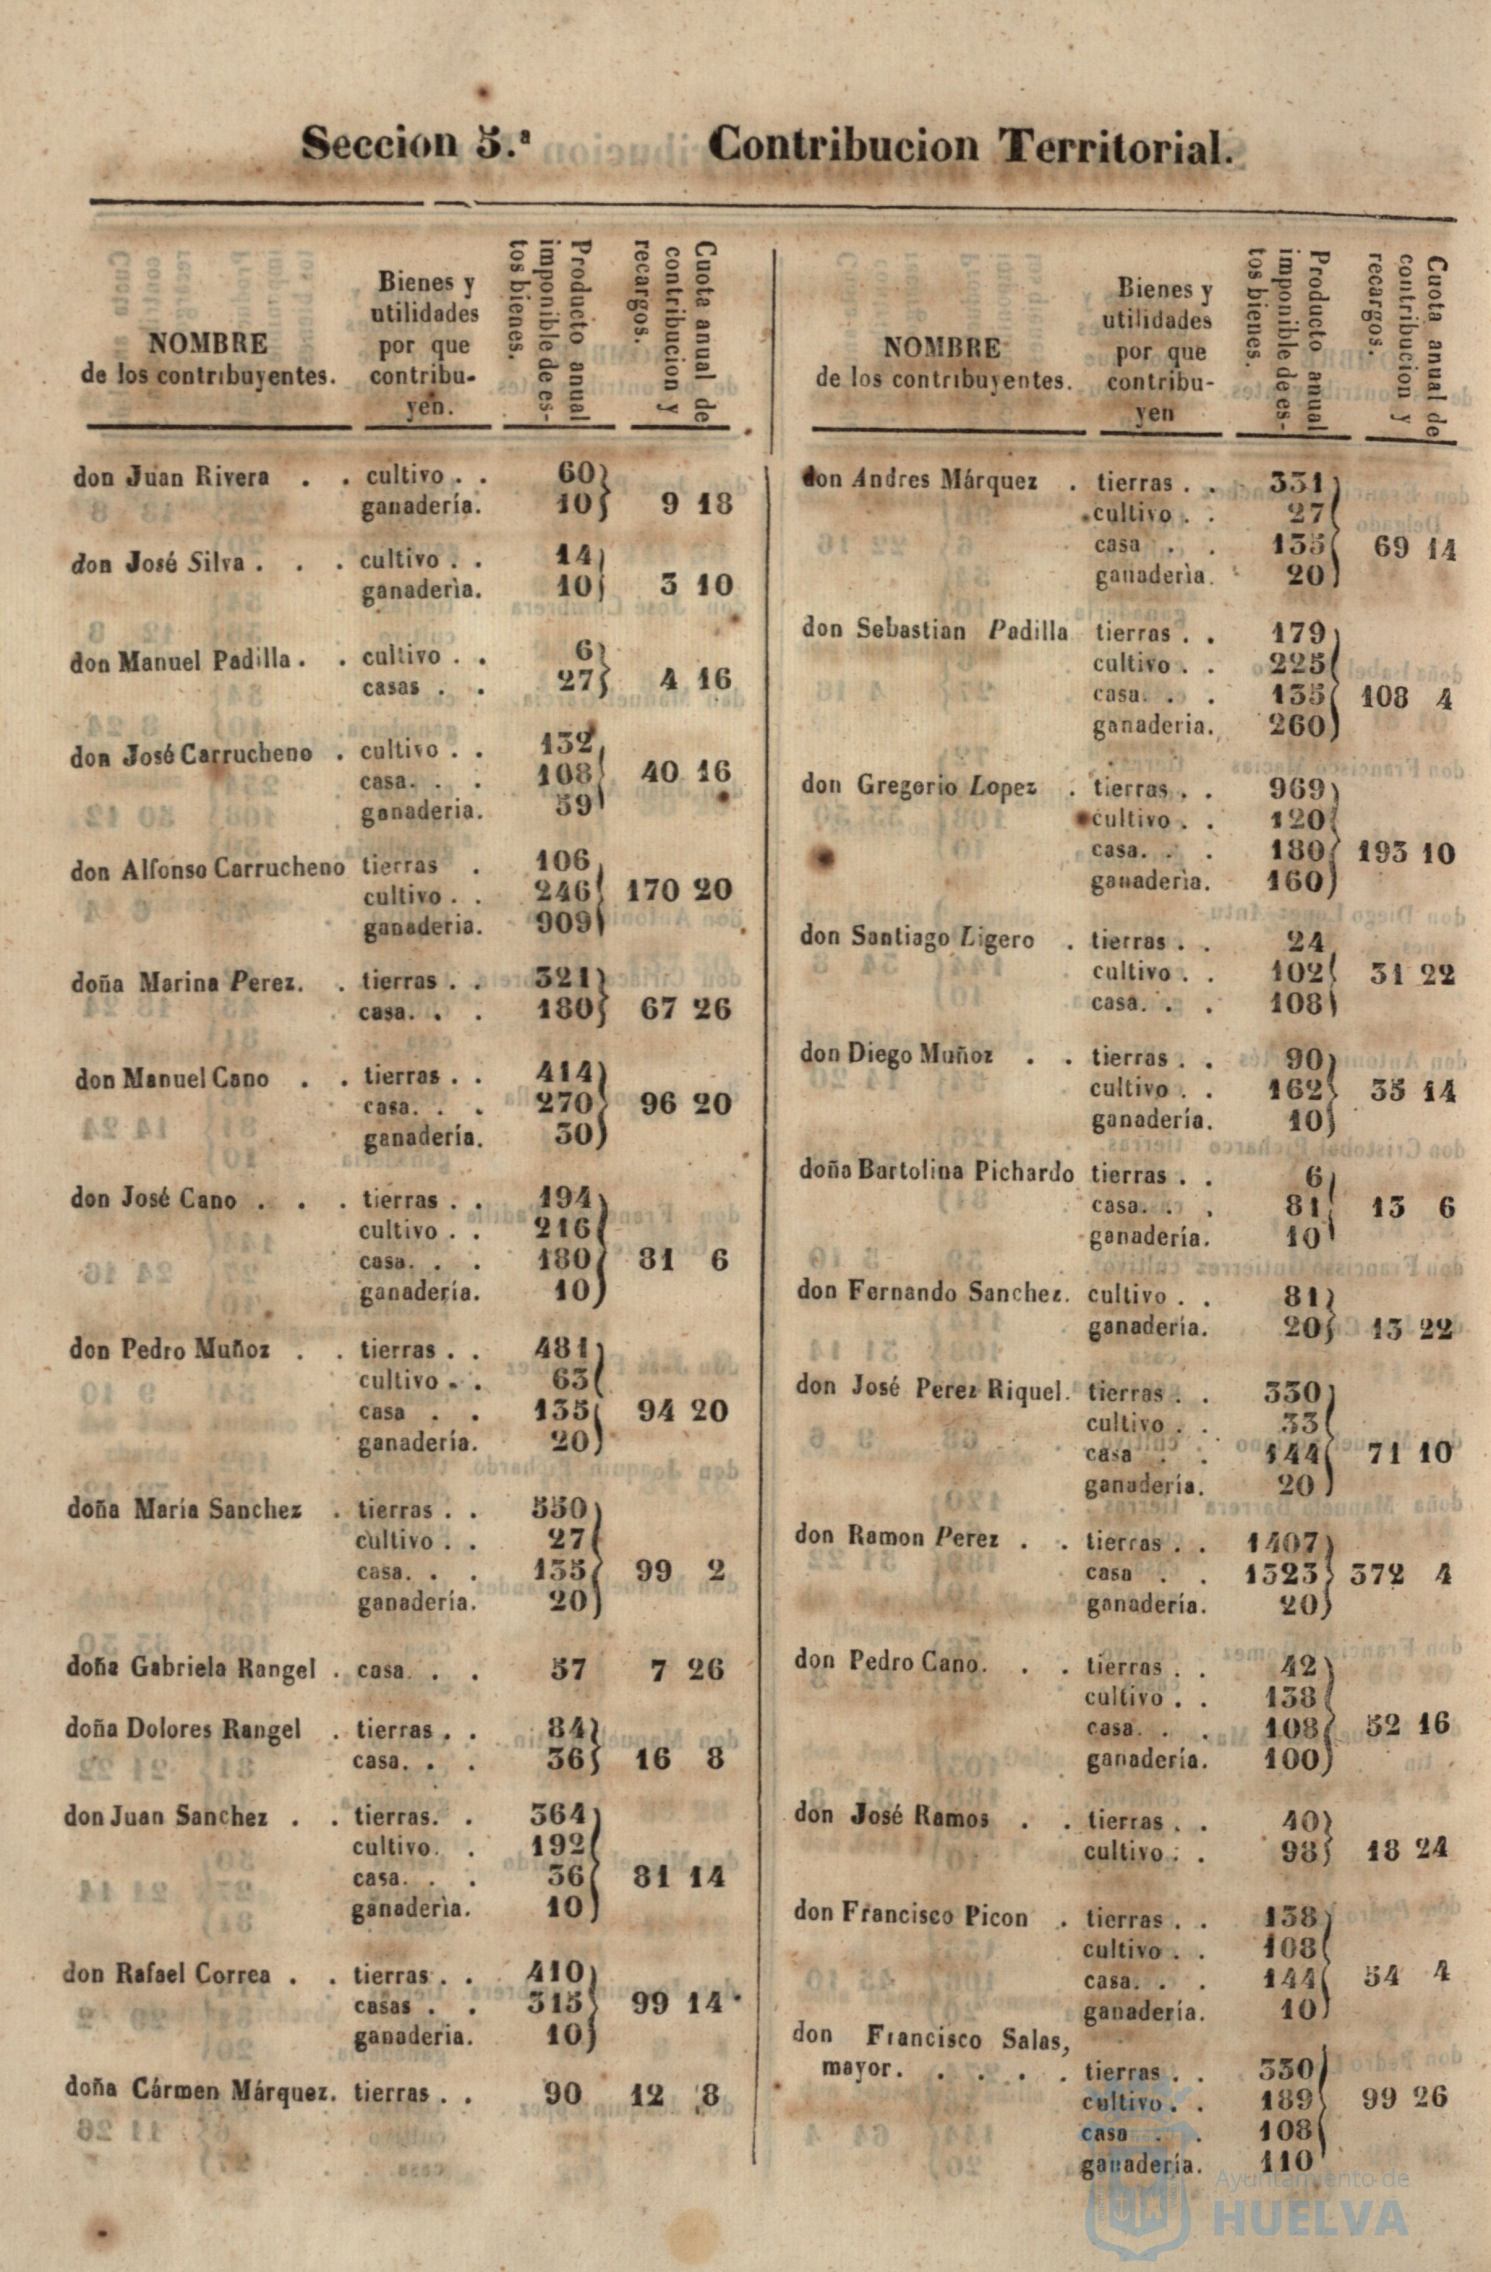 Seccion 5.ª Contribucion Territorial.
NOMBRE
de los contribuyentes.
Bienes y
utilidades
por que
contribu-
yen.
Producto anual
imponible de es-
tos bienes.
Cuota anual de
contribucion y
recargos.
don Juan Rivera . . cultivo . . 60
ganadería. 10 9 18
don José Silva . . . cultivo . . 14
ganadería. 10 3 10
don Manuel Padilla . . cultivo . . 6
casas . . 27 4 16
don José Carrucheno . cultivo . . 132
casa. . . 108 40 16
ganaderia. 59
don Alfonso Carrucheno tierras . 106
cultivo . . 246 170 20
ganaderia. 909
doña Marina Perez. . tierras . . 321
casa. . . 180 67 26
don Manuel Cano . . tierras . . 414
casa. . . 270 96 20
ganadería. 30
don José Cano . . . tierras . . 194
cultivo . . 216
casa. . . 180 81 6
ganadería. 10
don Pedro Muñoz . . tierras . . 481
cultivo . . 63
casa . . 135 94 20
ganadería. 20
doña María Sanchez . tierras . . 550
cultivo . . 27
casa. . . 135 99 2
ganadería. 20
doña Gabriela Rangel . casa. . . 57 7 26
doña Dolores Rangel . tierras . . 84
casa. . . 36 16 8
don Juan Sanchez . . tierras. . 364
cultivo. . 192
casa. . . 36 81 14
ganadería. 10
don Rafael Correa . . tierras . . 410
casas . . 315 99 14
ganaderia. 10
doña Cármen Márquez. tierras . . 90 12 8
NOMBRE
de los contribuyentes.
Bienes y
utilidades
por que
contribu-
yen
Producto anual
imponible de es-
tos bienes.
Cuota anual de
contribucion y
recargos.
don Andres Márquez . tierras . . 331
cultivo . . 27
casa . . 135 69 14
ganadería. 20
don Sebastian Padilla tierras . . 179
cultivo . . 225
casa. . . 135 108 4
ganaderia. 260
don Gregorio Lopez . tierras . . 969
cultivo . . 120
casa. . . 180 193 10
ganadería. 160
don Santiago Ligero . tierras . . 24
cultivo . . 102 31 22
casa. . . 108
don Diego Muñoz . . tierras . . 90
cultivo . . 162 35 14
ganadería. 10
doña Bartolina Pichardo tierras . . 6
casa. . . 81 13 6
ganadería. 10
don Fernando Sanchez. cultivo . . 81
ganadería. 20 13 22
don José Perez Riquel. tierras . . 330
cultivo . . 33
casa . . 144 71 10
ganadería. 20
don Ramon Perez . . tierras . . 1407
casa . . 1323 372 4
ganadería. 20
don Pedro Cano. . . tierras . . 42
cultivo . . 138
casa. . . 108 52 16
ganadería. 100
don José Ramos . . tierras . . 40
cultivo . . 98 18 24
don Francisco Picon . tierras . . 138
cultivo . . 108
casa. . . 144 54 4
ganadería. 10
don Francisco Salas,
mayor. . . . . tierras . . 330
cultivo . . 189 99 26
casa . . 108
ganadería. 110
Ayuntamiento de
HUELVA